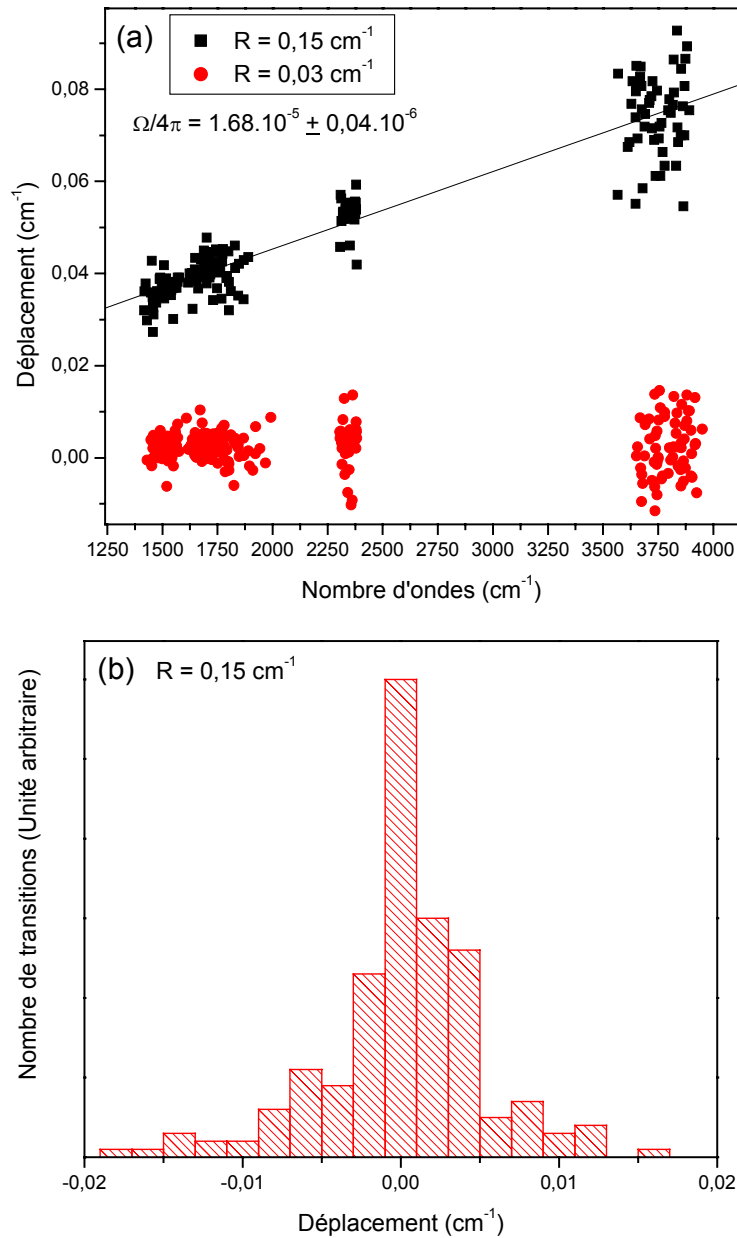 (a)
R = 0,15 cm⁻¹
R = 0,03 cm⁻¹
Ω/4π = 1.68.10⁻⁵ ± 0,04.10⁻⁶
Déplacement (cm⁻¹)
0,08
0,06
0,04
0,02
0,00
1250 1500 1750 2000 2250 2500 2750 3000 3250 3500 3750 4000
Nombre d'ondes (cm⁻¹)
(b) R = 0,15 cm⁻¹
Nombre de transitions (Unité arbitraire)
-0,02 -0,01 0,00 0,01 0,02
Déplacement (cm⁻¹)